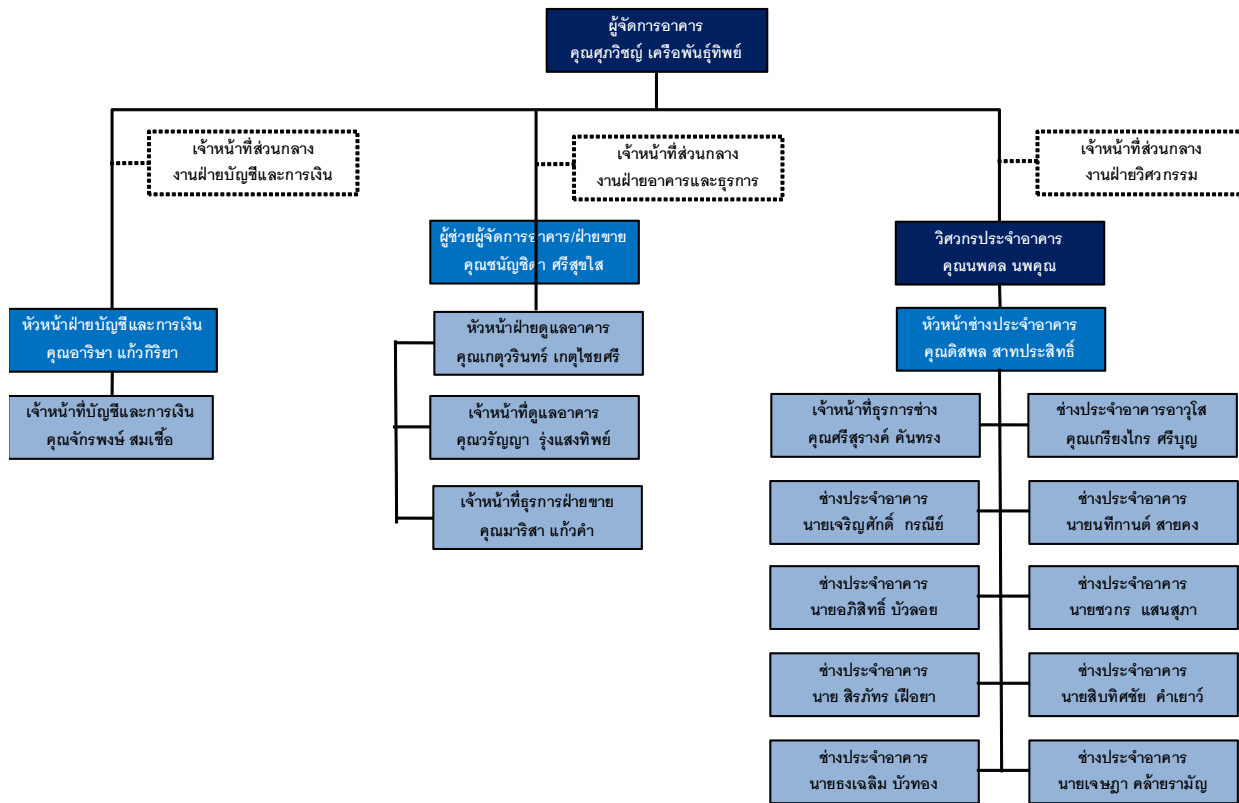 ผู้จัดการอาคาร
คุณศุภวิชญ์ เครือพันธุ์ทิพย์
เจ้าหน้าที่ส่วนกลาง
งานฝ่ายบัญชีและการเงิน
เจ้าหน้าที่ส่วนกลาง
งานฝ่ายอาคารและธุรการ
เจ้าหน้าที่ส่วนกลาง
งานฝ่ายวิศวกรรม
ผู้ช่วยผู้จัดการอาคาร/ฝ่ายขาย
คุณชนัญชิดา ศรีสุขใส
วิศวกรประจำอาคาร
คุณนพดล นพคุณ
หัวหน้าฝ่ายบัญชีและการเงิน
คุณอาริษา แก้วกิริยา
หัวหน้าฝ่ายดูแลอาคาร
คุณเกตุวรินทร์ เกตุไชยศรี
หัวหน้าช่างประจำอาคาร
คุณดิสพล สาทประสิทธิ์
เจ้าหน้าที่บัญชีและการเงิน
คุณจักรพงษ์ สมเชื้อ
เจ้าหน้าที่ดูแลอาคาร
คุณวรัญญา รุ่งแสงทิพย์
เจ้าหน้าที่ธุรการช่าง
คุณศรีสุรางค์ คันทรง
ช่างประจำอาคารอาวุโส
คุณเกรียงไกร ศรีบุญ
เจ้าหน้าที่ธุรการฝ่ายขาย
คุณมาริสา แก้วคำ
ช่างประจำอาคาร
นายเจริญศักดิ์ กรณีย์
ช่างประจำอาคาร
นายนทีกานต์ สายคง
ช่างประจำอาคาร
นายอภิสิทธิ์ บัวลอย
ช่างประจำอาคาร
นายชวกร แสนสุภา
ช่างประจำอาคาร
นาย สิรภัทร เฝือยา
ช่างประจำอาคาร
นายสิบทิศชัย คำเยาว์
ช่างประจำอาคาร
นายธงเฉลิม บัวทอง
ช่างประจำอาคาร
นายเจษฎา คล้ายรามัญ